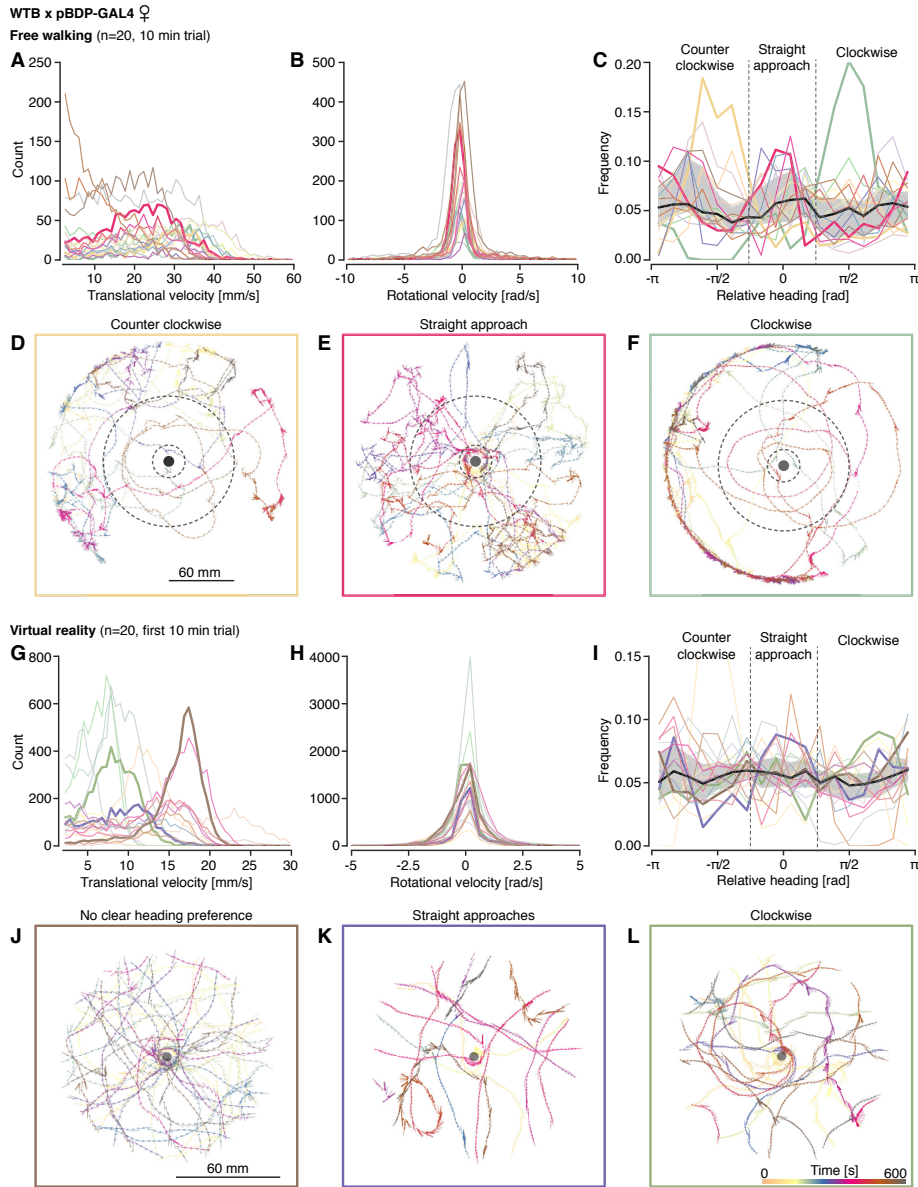 WTB x pBDP-GAL4 ♀
Free walking (n=20, 10 min trial)
A
250
200
150
100
50
0
Count
10 20 30 40 50 60
Translational velocity [mm/s]
B
500
400
300
200
100
0
-10 -5 0 5 10
Rotational velocity [rad/s]
C
Counter clockwise
Straight approach
Clockwise
0.20
0.15
0.10
0.05
0.00
Frequency
-π -π/2 0 π/2 π
Relative heading [rad]
D
Counter clockwise
60 mm
E
Straight approach
F
Clockwise
Virtual reality (n=20, first 10 min trial)
G
800
600
400
200
0
Count
5 10 15 20 25 30
Translational velocity [mm/s]
H
4000
3000
2000
1000
0
-5 -2.5 0 2.5 5
Rotational velocity [rad/s]
I
Counter clockwise
Straight approach
Clockwise
0.15
0.10
0.05
0.00
Frequency
-π -π/2 0 π/2 π
Relative heading [rad]
J
No clear heading preference
60 mm
K
Straight approaches
L
Clockwise
0 Time [s] 600